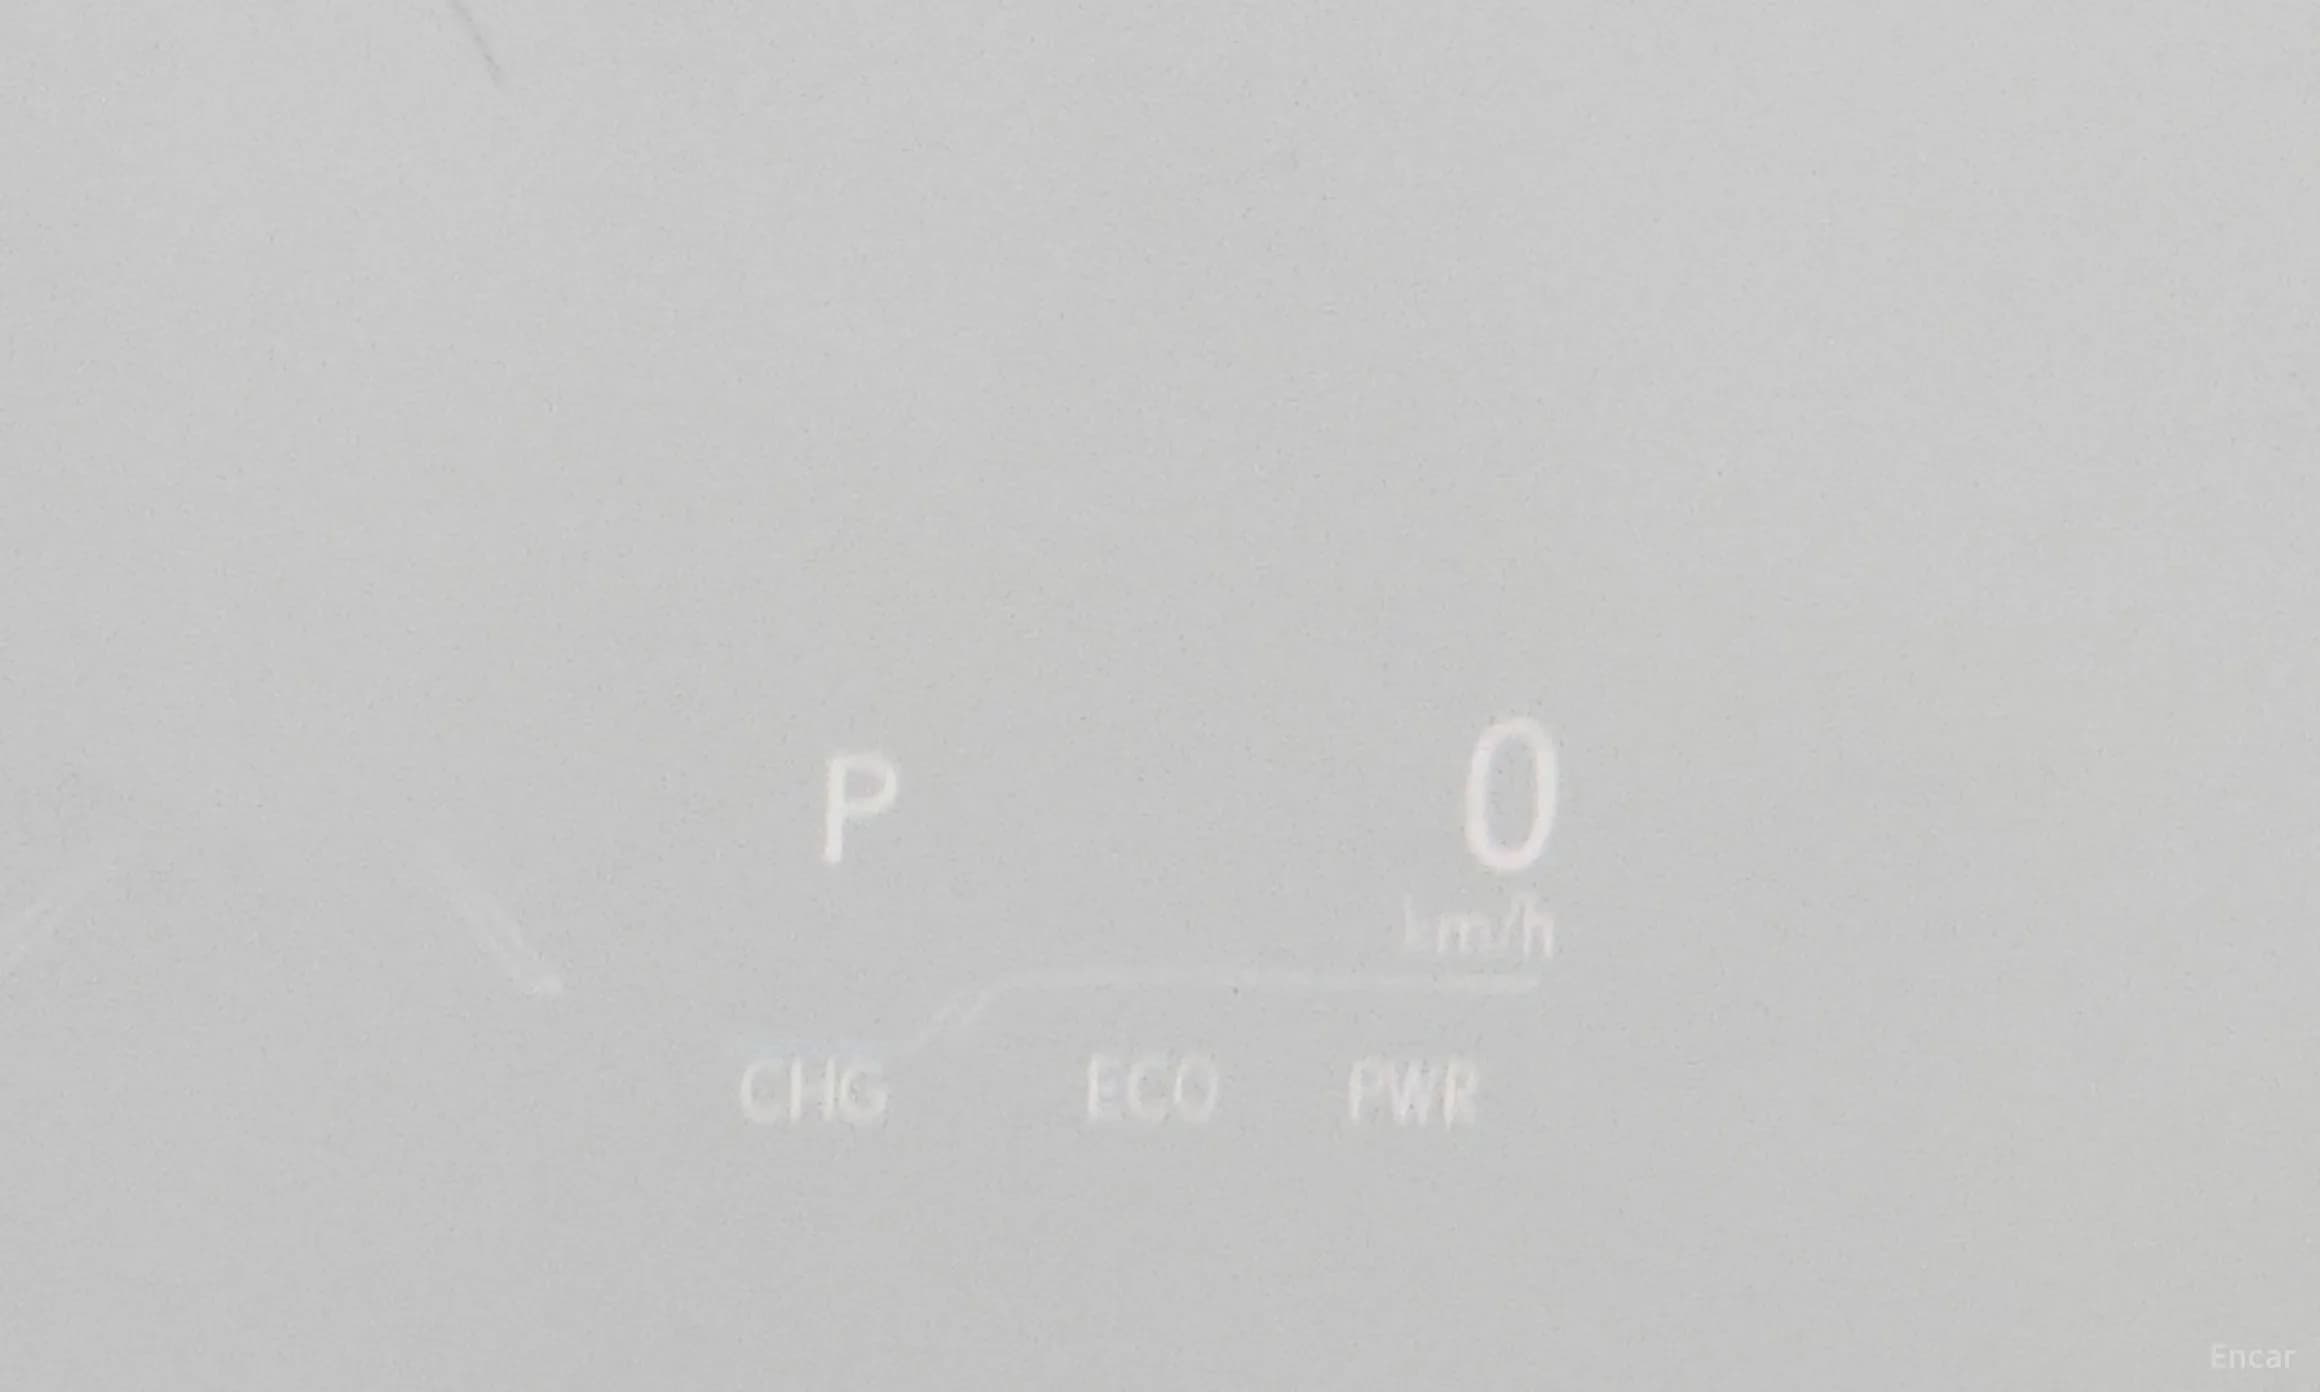 P 0
km/h
CHG ECO PWR
Encar